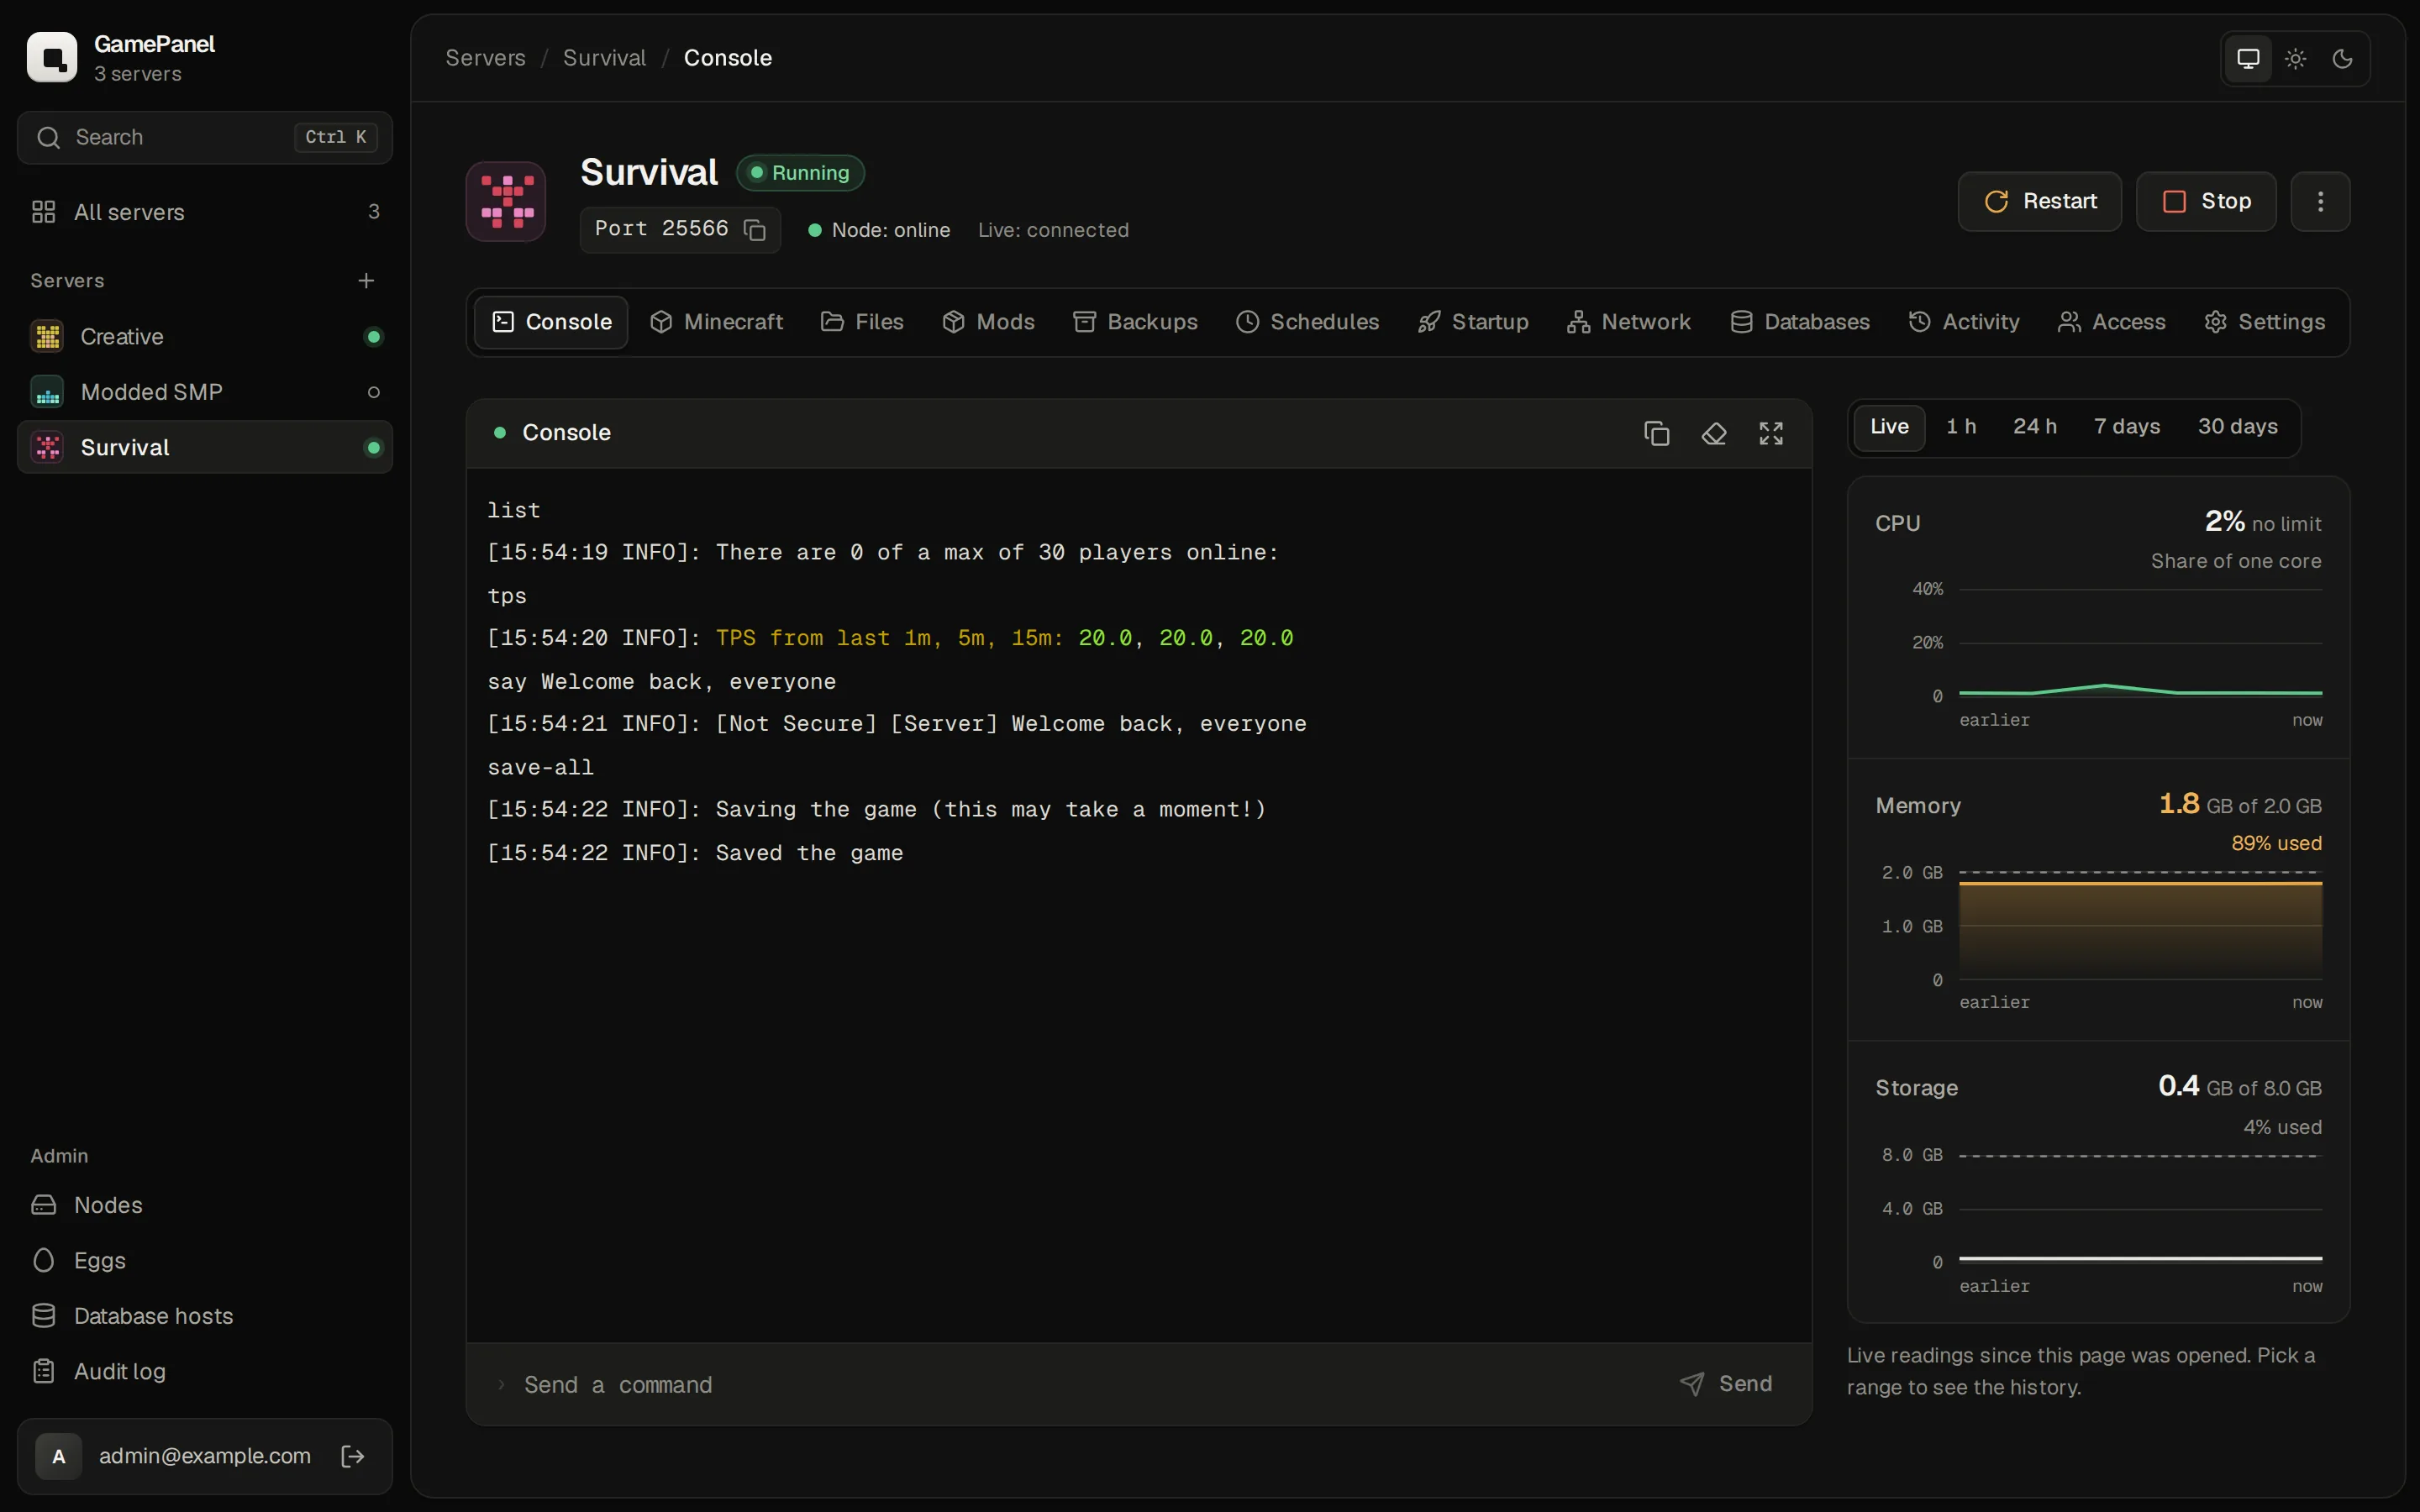 GamePanel
3 servers
Search Ctrl K
All servers 3
Servers
Creative
Modded SMP
Survival
Admin
Nodes
Eggs
Database hosts
Audit log
A admin@example.com
Servers / Survival / Console
Survival Running
Port 25566 Node: online Live: connected
Restart Stop
Console Minecraft Files Mods Backups Schedules Startup Network Databases Activity Access Settings
Console
list
[15:54:19 INFO]: There are 0 of a max of 30 players online:
tps
[15:54:20 INFO]: TPS from last 1m, 5m, 15m: 20.0, 20.0, 20.0
say Welcome back, everyone
[15:54:21 INFO]: [Not Secure] [Server] Welcome back, everyone
save-all
[15:54:22 INFO]: Saving the game (this may take a moment!)
[15:54:22 INFO]: Saved the game
› Send a command Send
Live 1 h 24 h 7 days 30 days
CPU 2% no limit
Share of one core
40%
20%
0
earlier now
Memory 1.8 GB of 2.0 GB
89% used
2.0 GB
1.0 GB
0
earlier now
Storage 0.4 GB of 8.0 GB
4% used
8.0 GB
4.0 GB
0
earlier now
Live readings since this page was opened. Pick a
range to see the history.